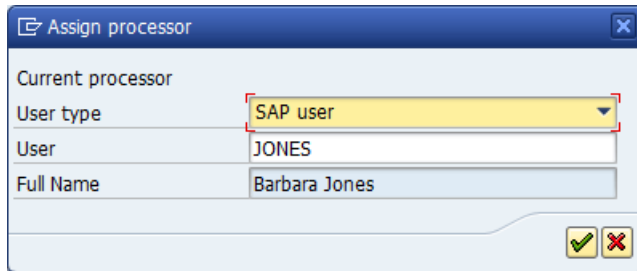 Assign processor
Current processor
User type SAP user
User JONES
Full Name Barbara Jones